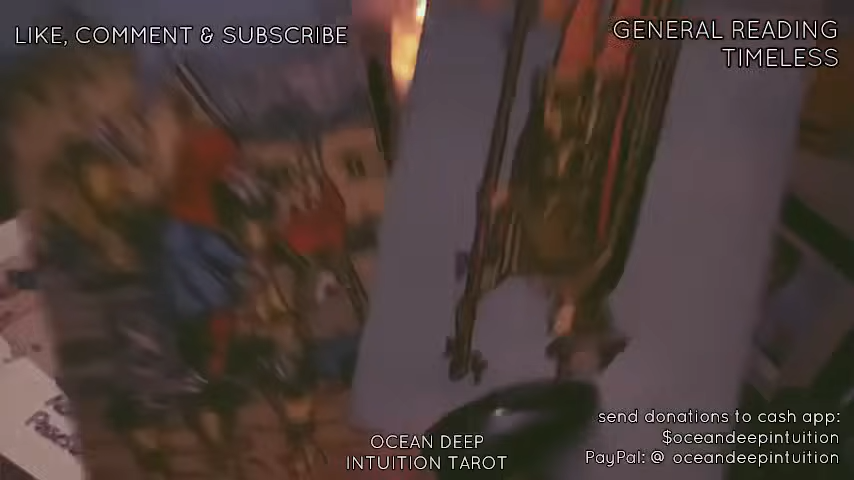 LIKE, COMMENT & SUBSCRIBE
GENERAL READING
TIMELESS
OCEAN DEEP
INTUITION TAROT
send donations to cash app:
$oceandeepintuition
PayPal: @ oceandeepintuition